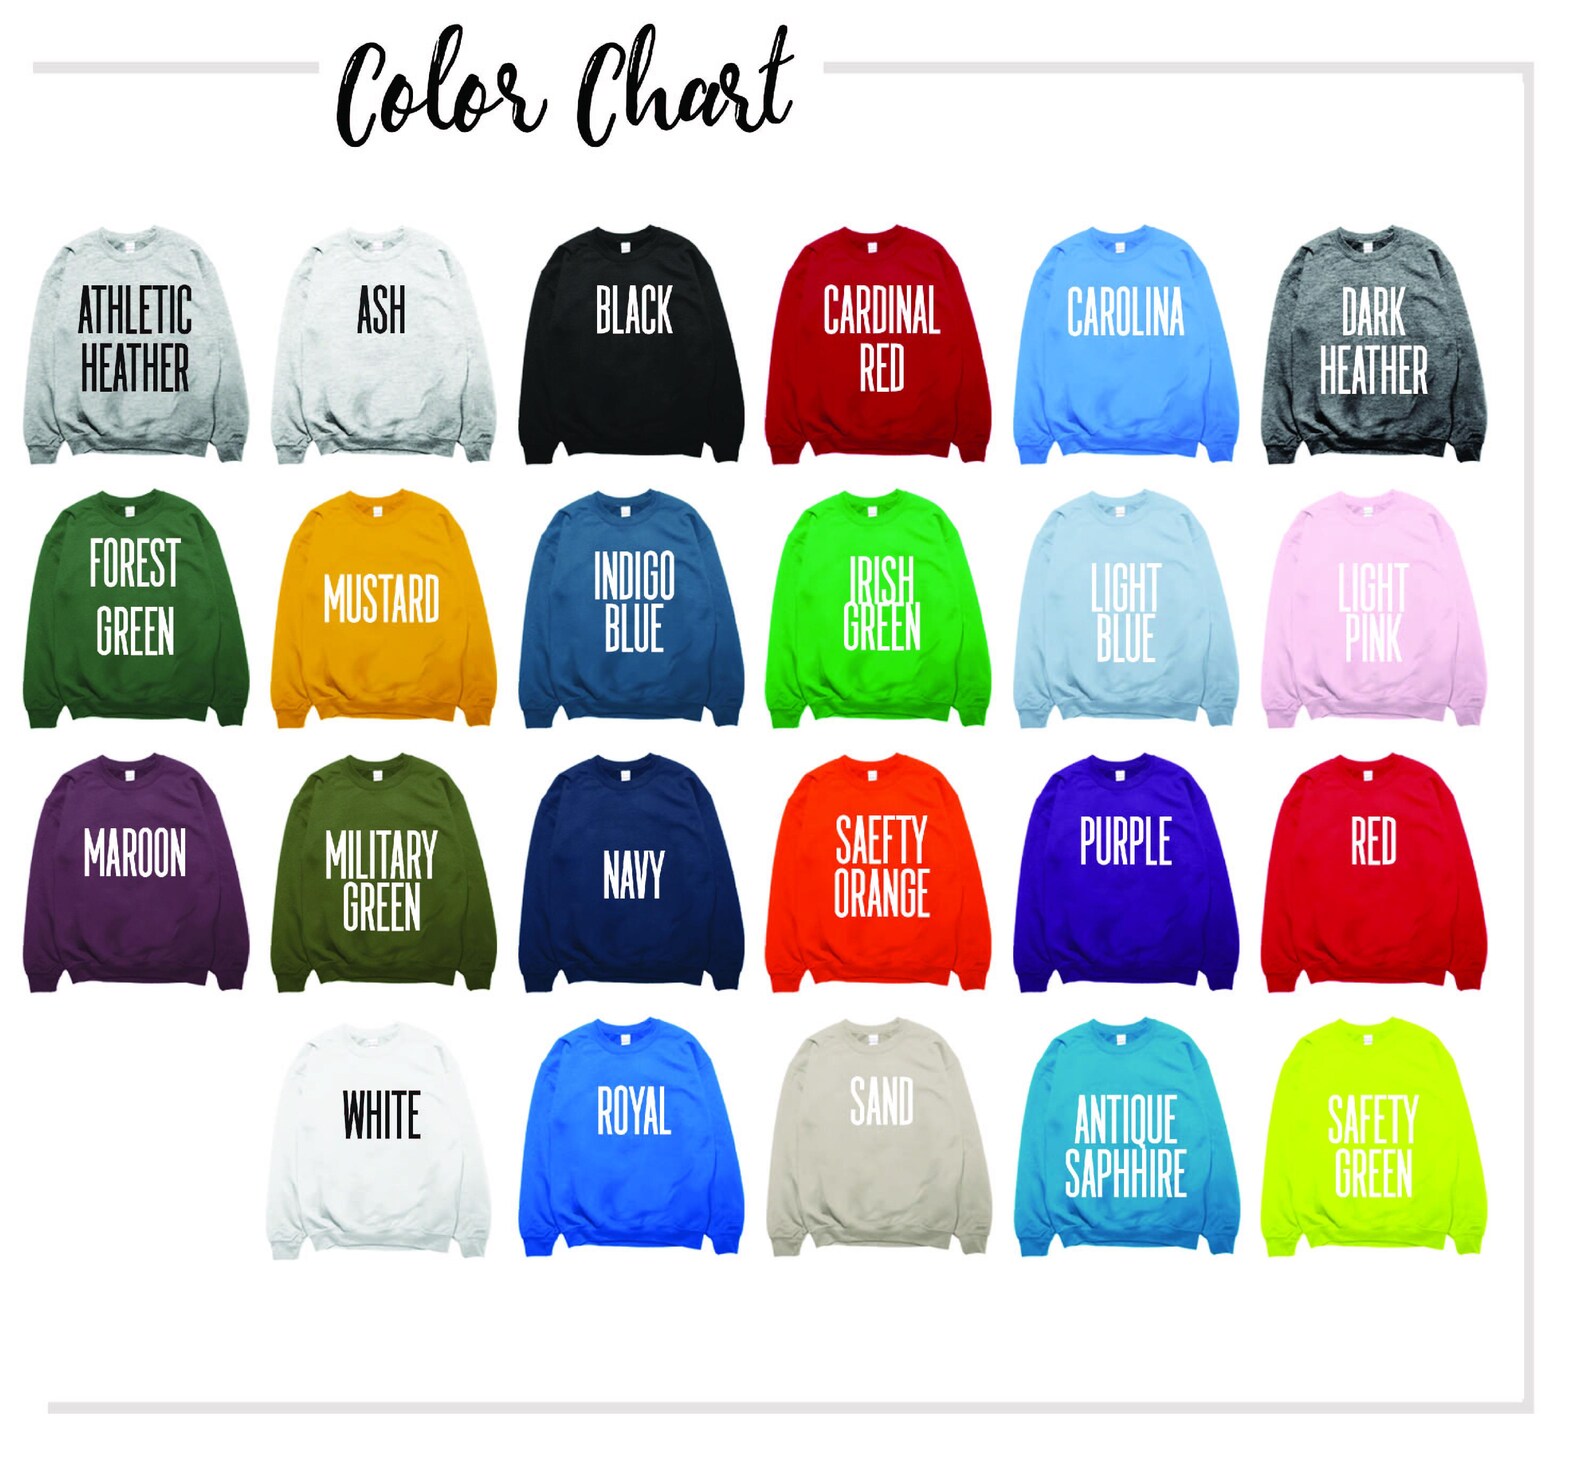 Color Chart
ATHLETIC
HEATHER
ASH
BLACK
CARDINAL
RED
CAROLINA
DARK
HEATHER
FOREST
GREEN
MUSTARD
INDIGO
BLUE
IRISH
GREEN
LIGHT
BLUE
LIGHT
PINK
MAROON
MILITARY
GREEN
NAVY
SAEFTY
ORANGE
PURPLE
RED
WHITE
ROYAL
SAND
ANTIQUE
SAPHHIRE
SAFETY
GREEN